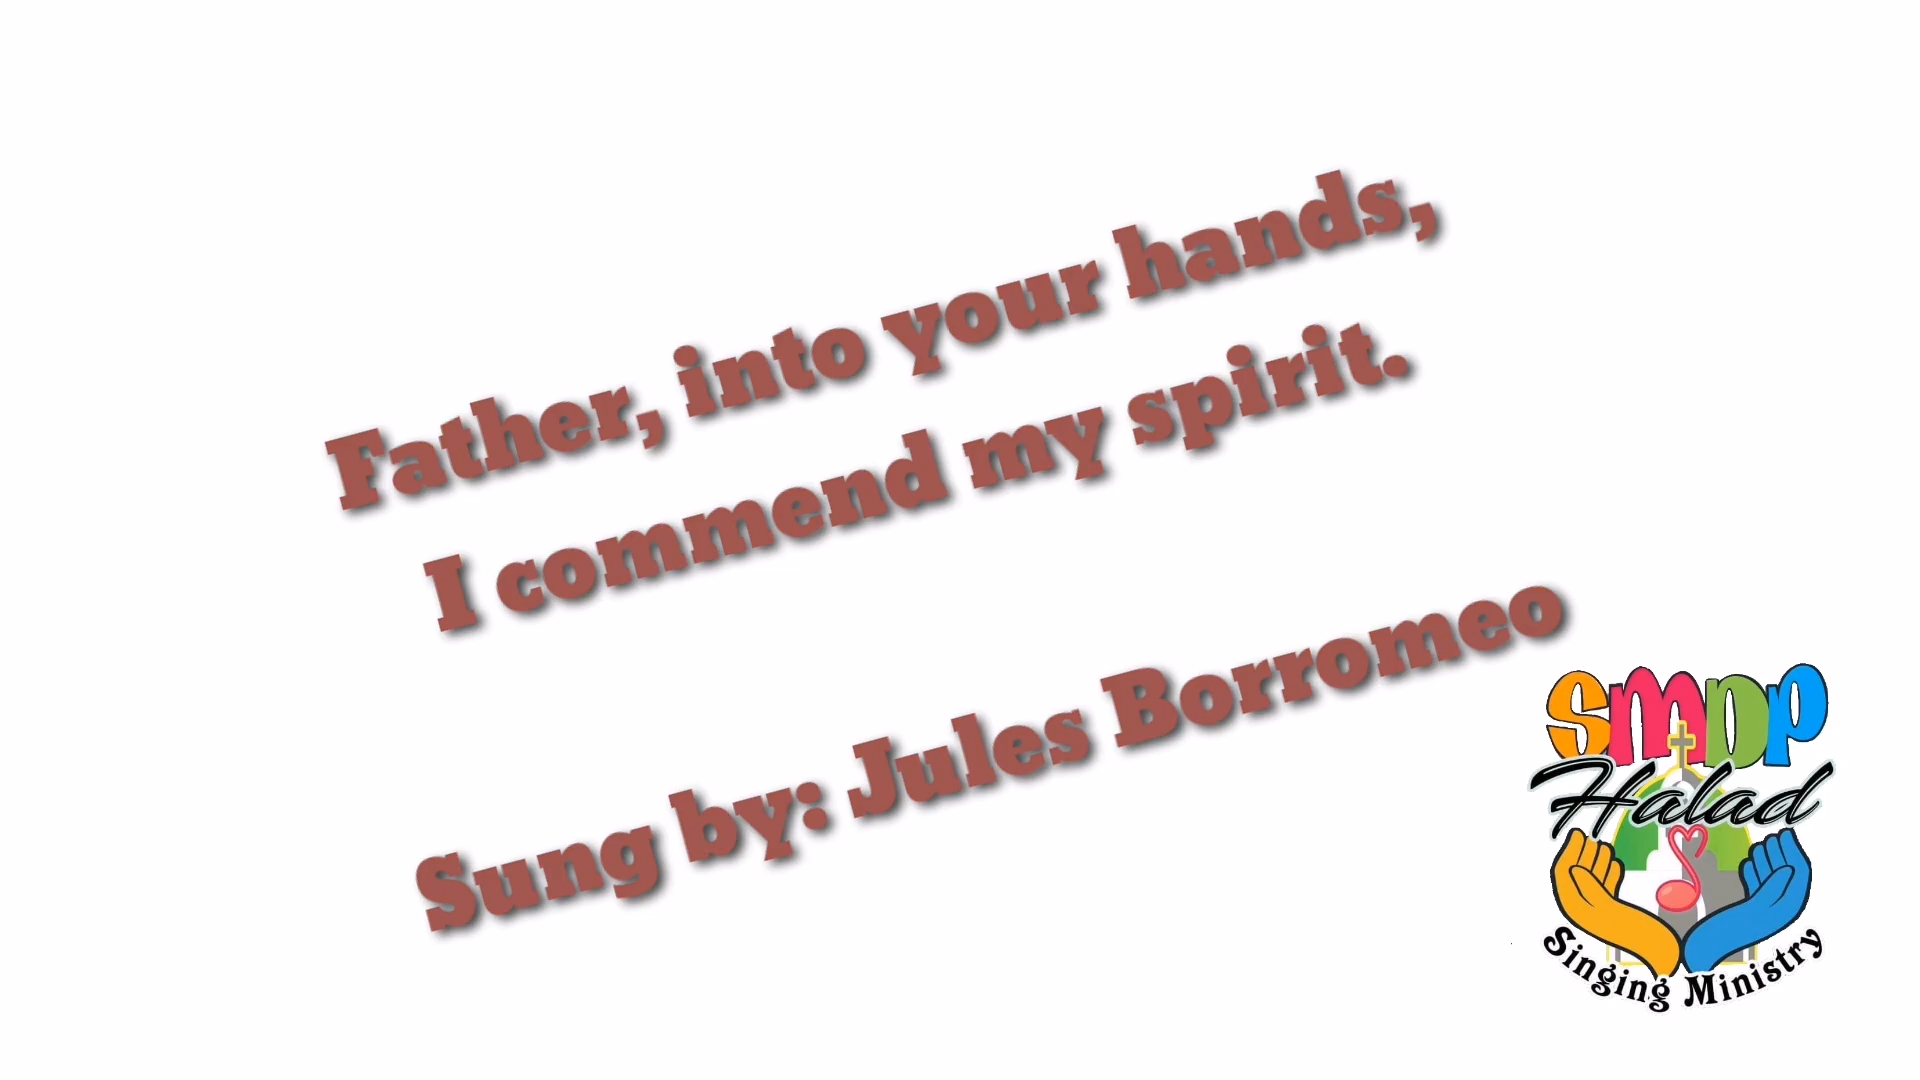 Father, into your hands,
I commend my spirit.
Sung by: Jules Borromeo
SMDP
Halad
Singing Ministry